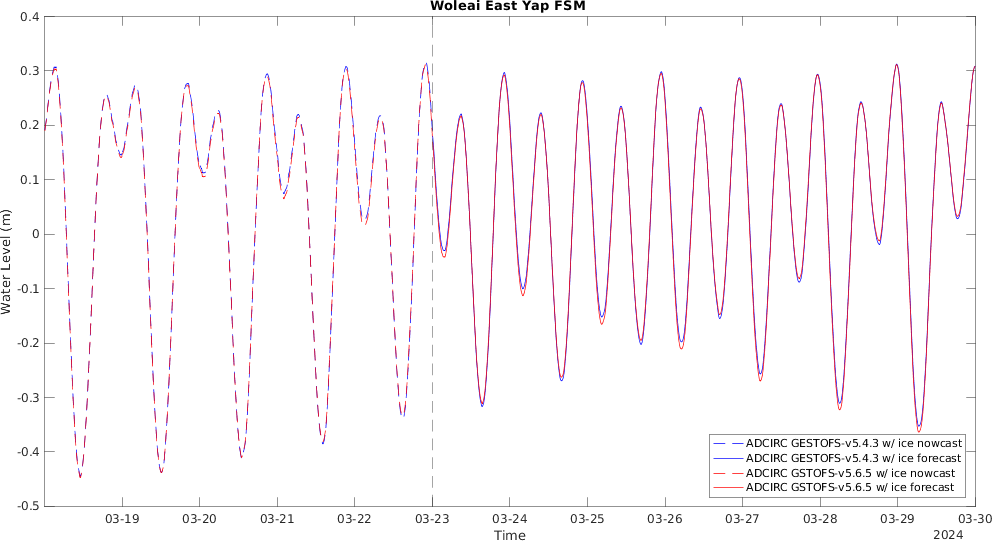 Woleai East Yap FSM
0.4
0.3
0.2
0.1
0
-0.1
-0.2
-0.3
-0.4
-0.5
Water Level (m)
ADCIRC GESTOFS-v5.4.3 w/ ice nowcast
ADCIRC GESTOFS-v5.4.3 w/ ice forecast
ADCIRC GSTOFS-v5.6.5 w/ ice nowcast
ADCIRC GSTOFS-v5.6.5 w/ ice forecast
03-19 03-20 03-21 03-22 03-23 03-24 03-25 03-26 03-27 03-28 03-29 03-30
Time
2024